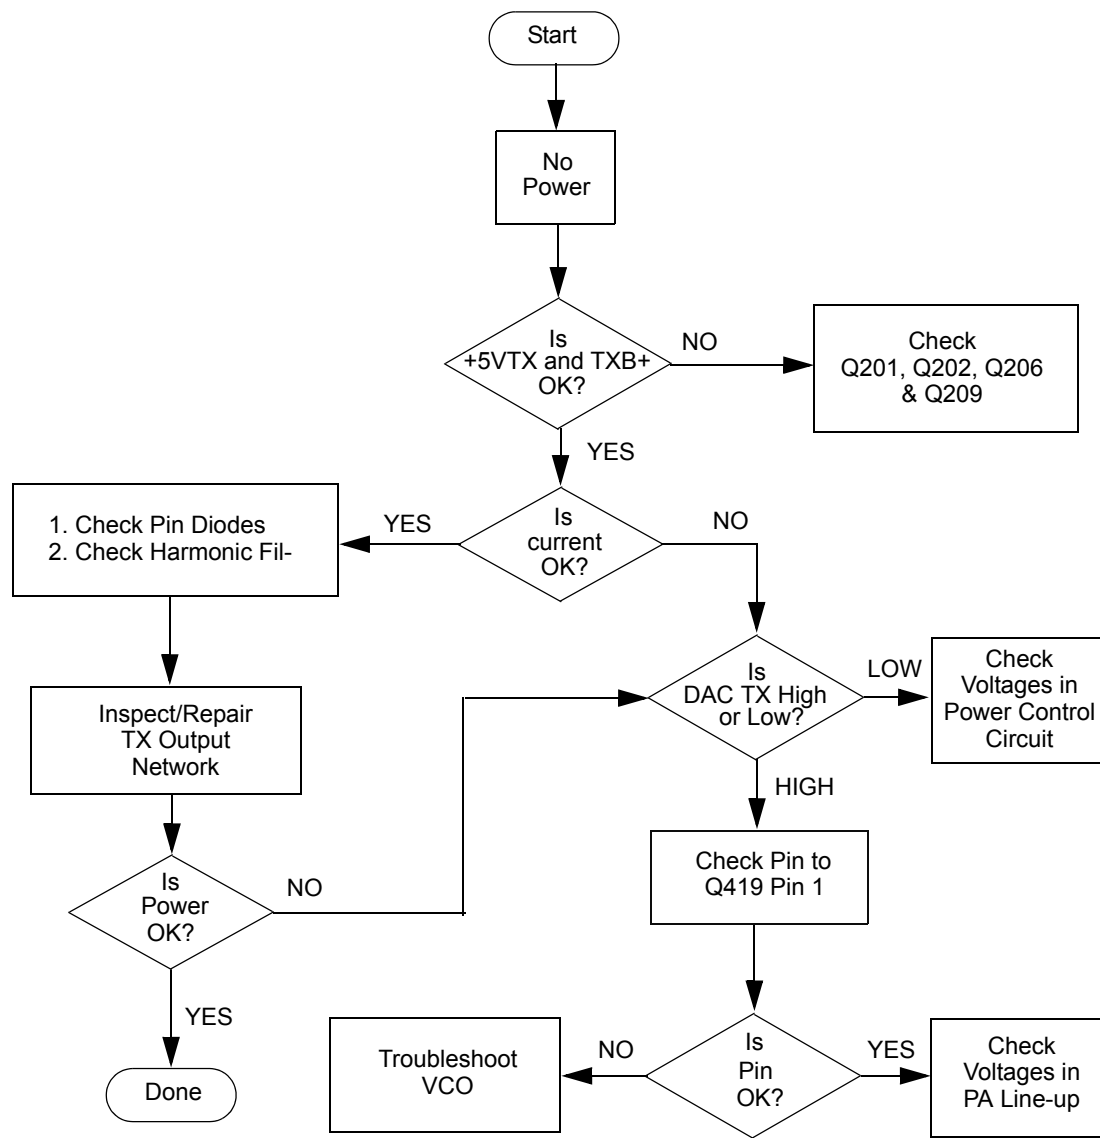 Start
No
Power
Is
+5VTX and TXB+
OK?
NO
Check
Q201, Q202, Q206
& Q209
YES
Is
current
OK?
YES
NO
1. Check Pin Diodes
2. Check Harmonic Fil-
Is
DAC TX High
or Low?
LOW
Check
Voltages in
Power Control
Circuit
Inspect/Repair
TX Output
Network
HIGH
Check Pin to
Q419 Pin 1
Is
Power
OK?
NO
YES
Done
Is
Pin
OK?
NO
Troubleshoot
VCO
YES
Check
Voltages in
PA Line-up